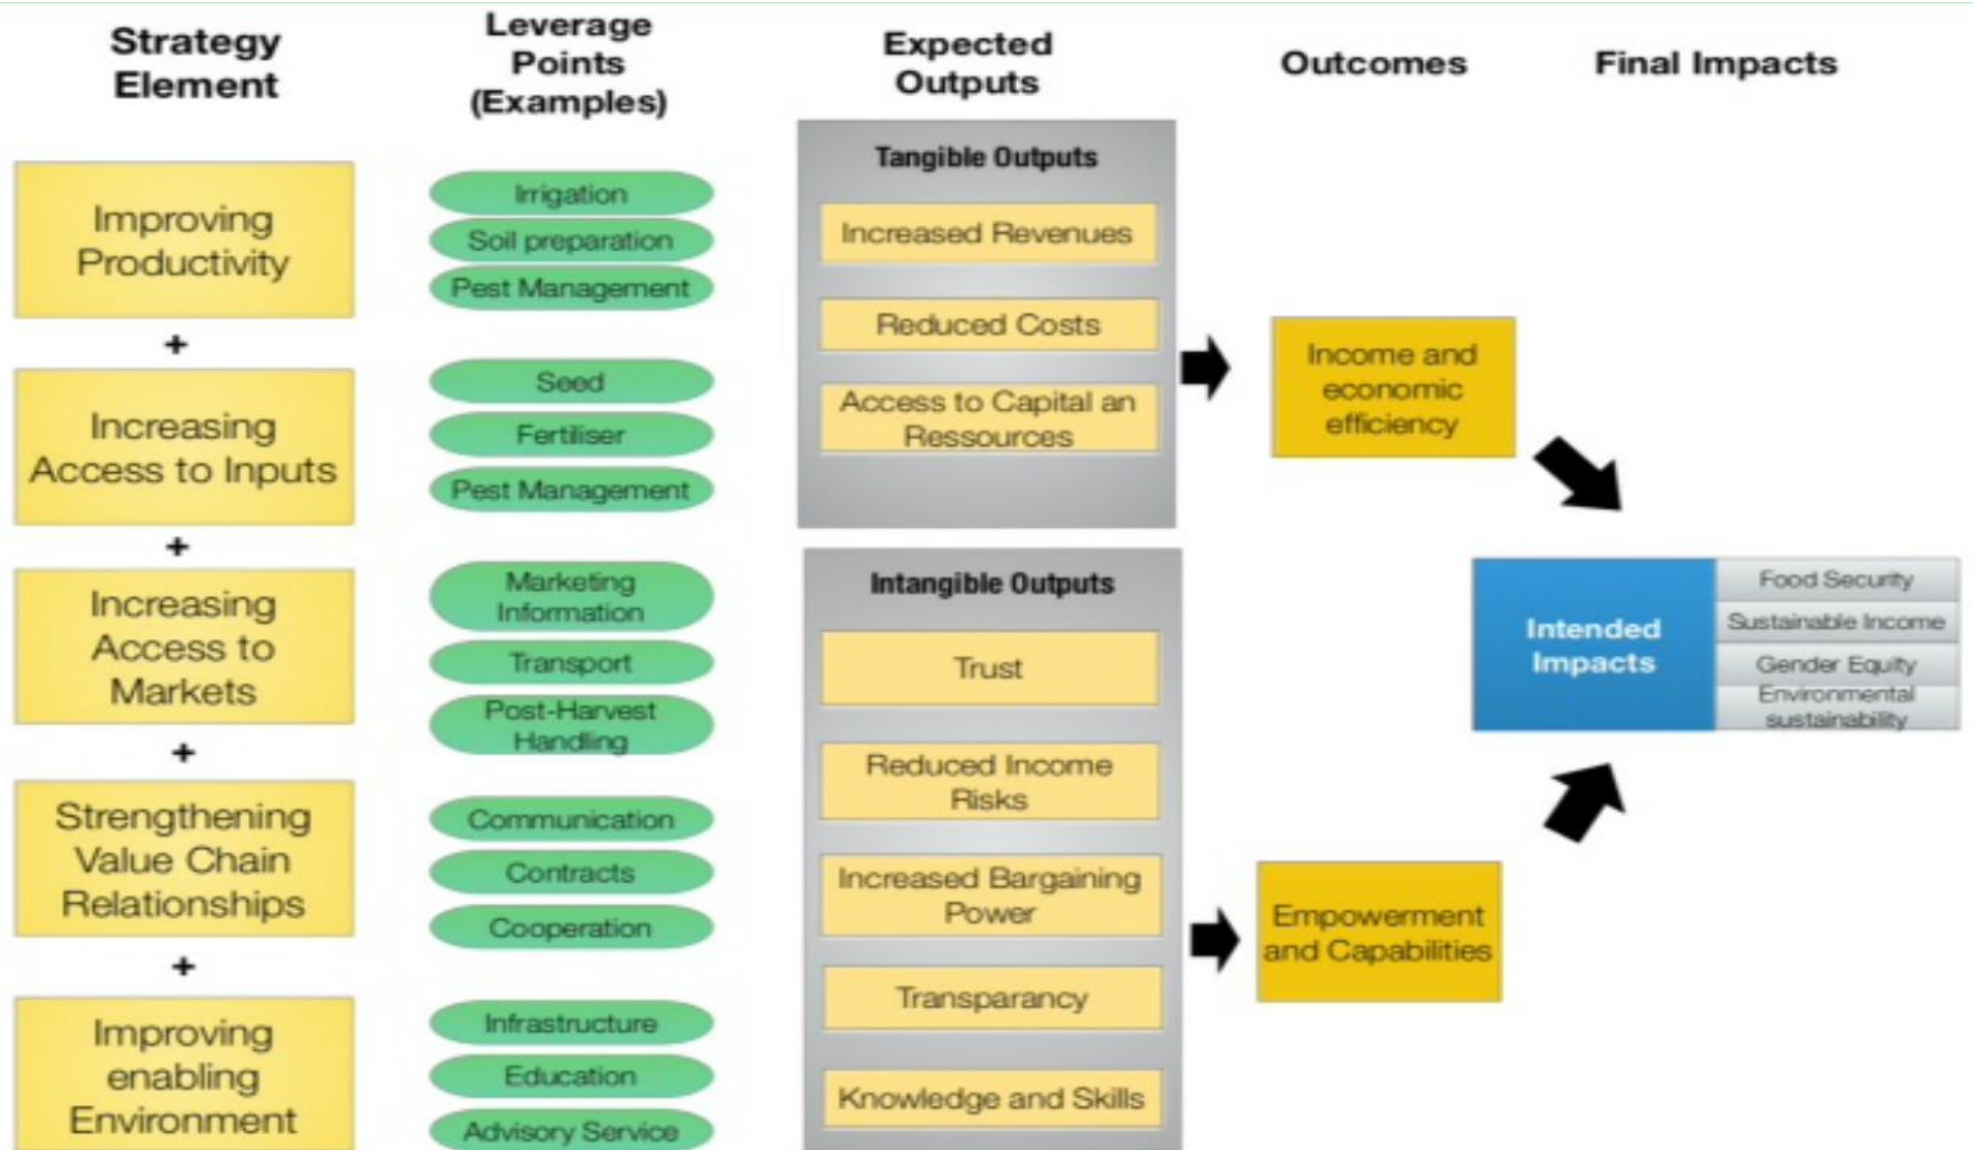 Strategy
Element
Leverage
Points
(Examples)
Expected
Outputs
Outcomes
Final Impacts
Improving
Productivity
+
Increasing
Access to Inputs
+
Increasing
Access to
Markets
+
Strengthening
Value Chain
Relationships
+
Improving
enabling
Environment
Irrigation
Soil preparation
Pest Management
Seed
Fertiliser
Pest Management
Marketing
Information
Transport
Post-Harvest
Handling
Communication
Contracts
Cooperation
Infrastructure
Education
Advisory Service
Tangible Outputs
Increased Revenues
Reduced Costs
Access to Capital an
Ressources
Intangible Outputs
Trust
Reduced Income
Risks
Increased Bargaining
Power
Transparancy
Knowledge and Skills
Income and
economic
efficiency
Empowerment
and Capabilities
Intended
Impacts
Food Security
Sustainable Income
Gender Equity
Environmental
sustainability